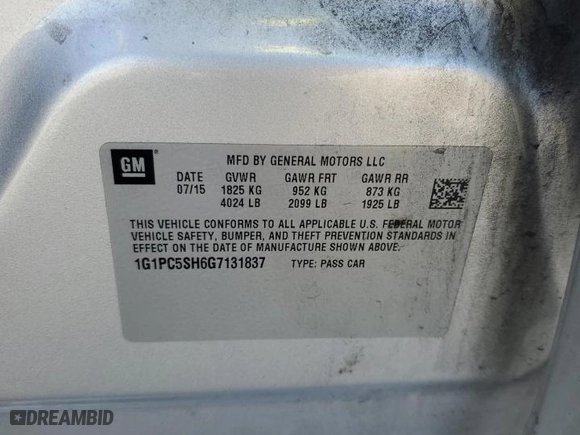 GM
MFD BY GENERAL MOTORS LLC
DATE GVWR GAWR FRT GAWR RR
07/15 1825 KG 952 KG 873 KG
4024 LB 2099 LB 1925 LB
THIS VEHICLE CONFORMS TO ALL APPLICABLE U.S. FEDERAL MOTOR
VEHICLE SAFETY, BUMPER, AND THEFT PREVENTION STANDARDS IN
EFFECT ON THE DATE OF MANUFACTURE SHOWN ABOVE.
1G1PC5SH6G7131837 TYPE: PASS CAR
DREAMBID